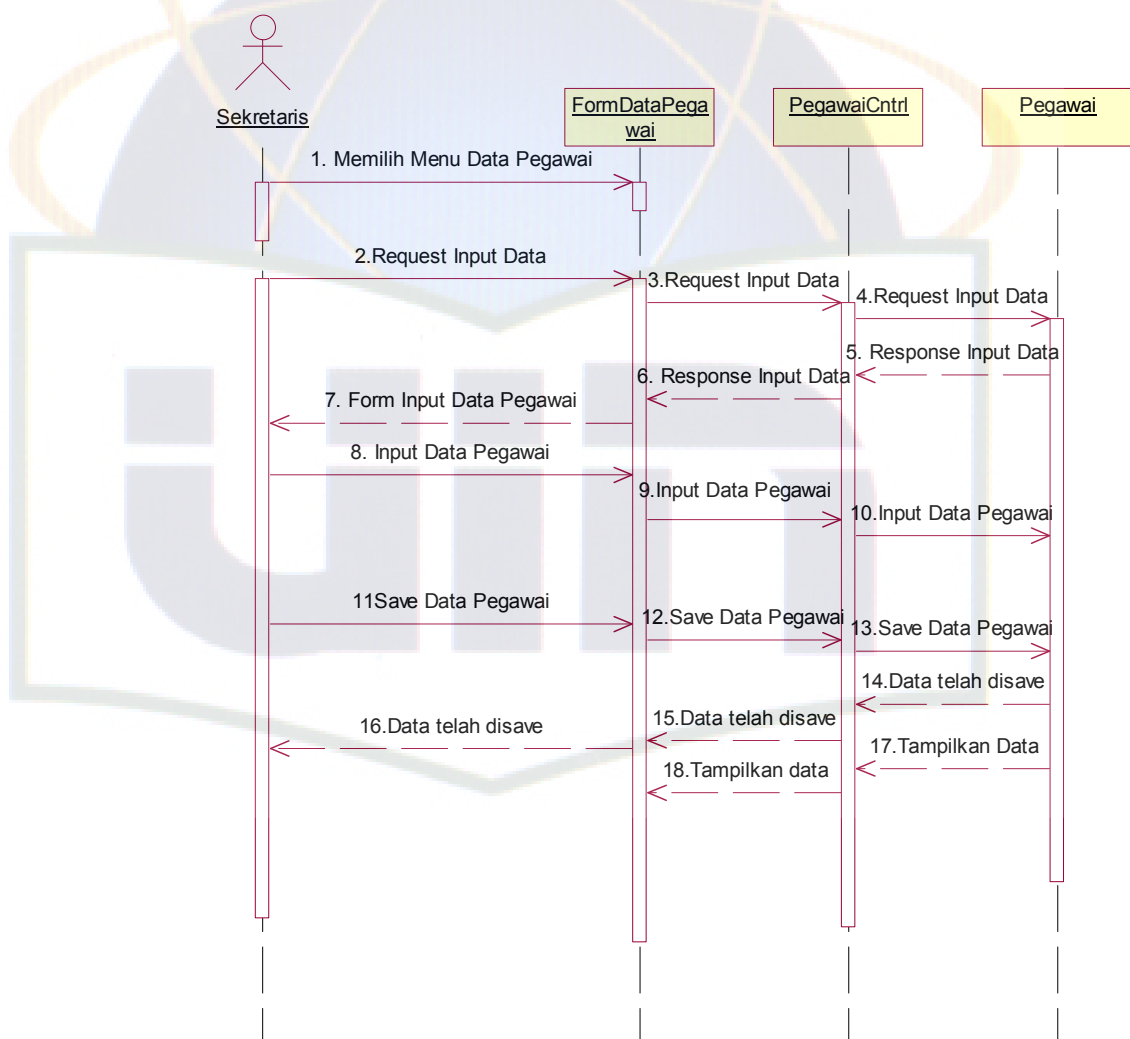 Sekretaris
FormDataPega
wai
PegawaiCntrl
Pegawai
1. Memilih Menu Data Pegawai
2.Request Input Data
3.Request Input Data
4.Request Input Data
5. Response Input Data
6. Response Input Data
7. Form Input Data Pegawai
8. Input Data Pegawai
9.Input Data Pegawai
10.Input Data Pegawai
11Save Data Pegawai
12.Save Data Pegawai
13.Save Data Pegawai
14.Data telah disave
15.Data telah disave
16.Data telah disave
17.Tampilkan Data
18.Tampilkan data
uin